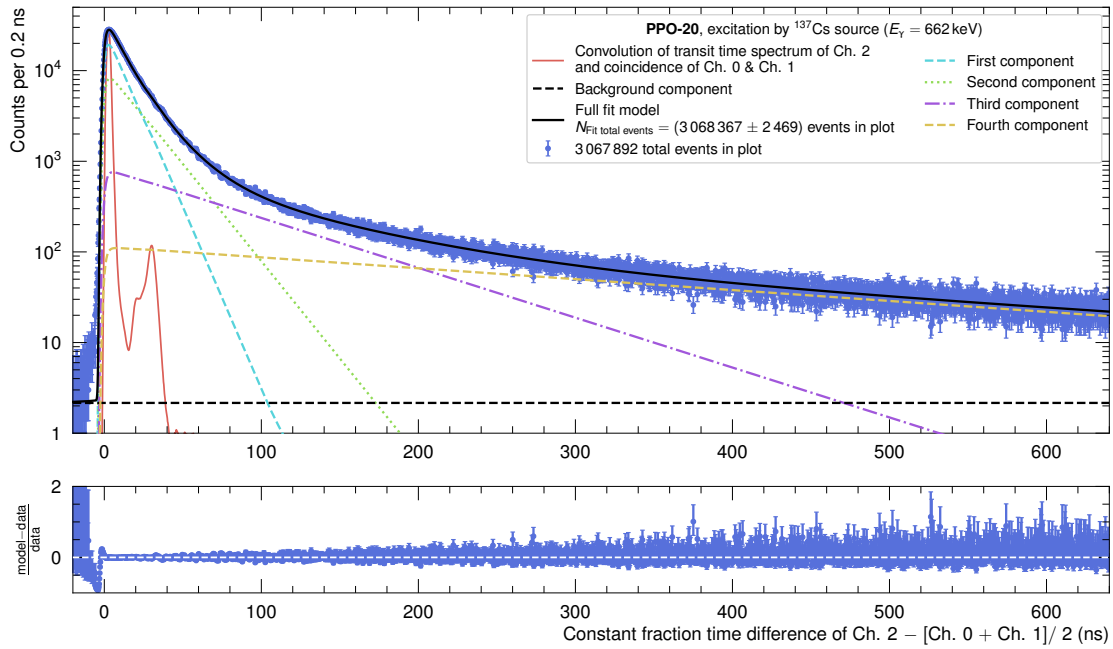 PPO-20, excitation by ¹³⁷Cs source (E_γ = 662 keV)
Convolution of transit time spectrum of Ch. 2
and coincidence of Ch. 0 & Ch. 1
Background component
Full fit model
N_Fit total events = (3 068 367 ± 2 469) events in plot
3 067 892 total events in plot
First component
Second component
Third component
Fourth component
Counts per 0.2 ns
10⁴
10³
10²
10
1
0
100
200
300
400
500
600
model−data
data
2
0
0
100
200
300
400
500
600
Constant fraction time difference of Ch. 2 − [Ch. 0 + Ch. 1]/ 2 (ns)